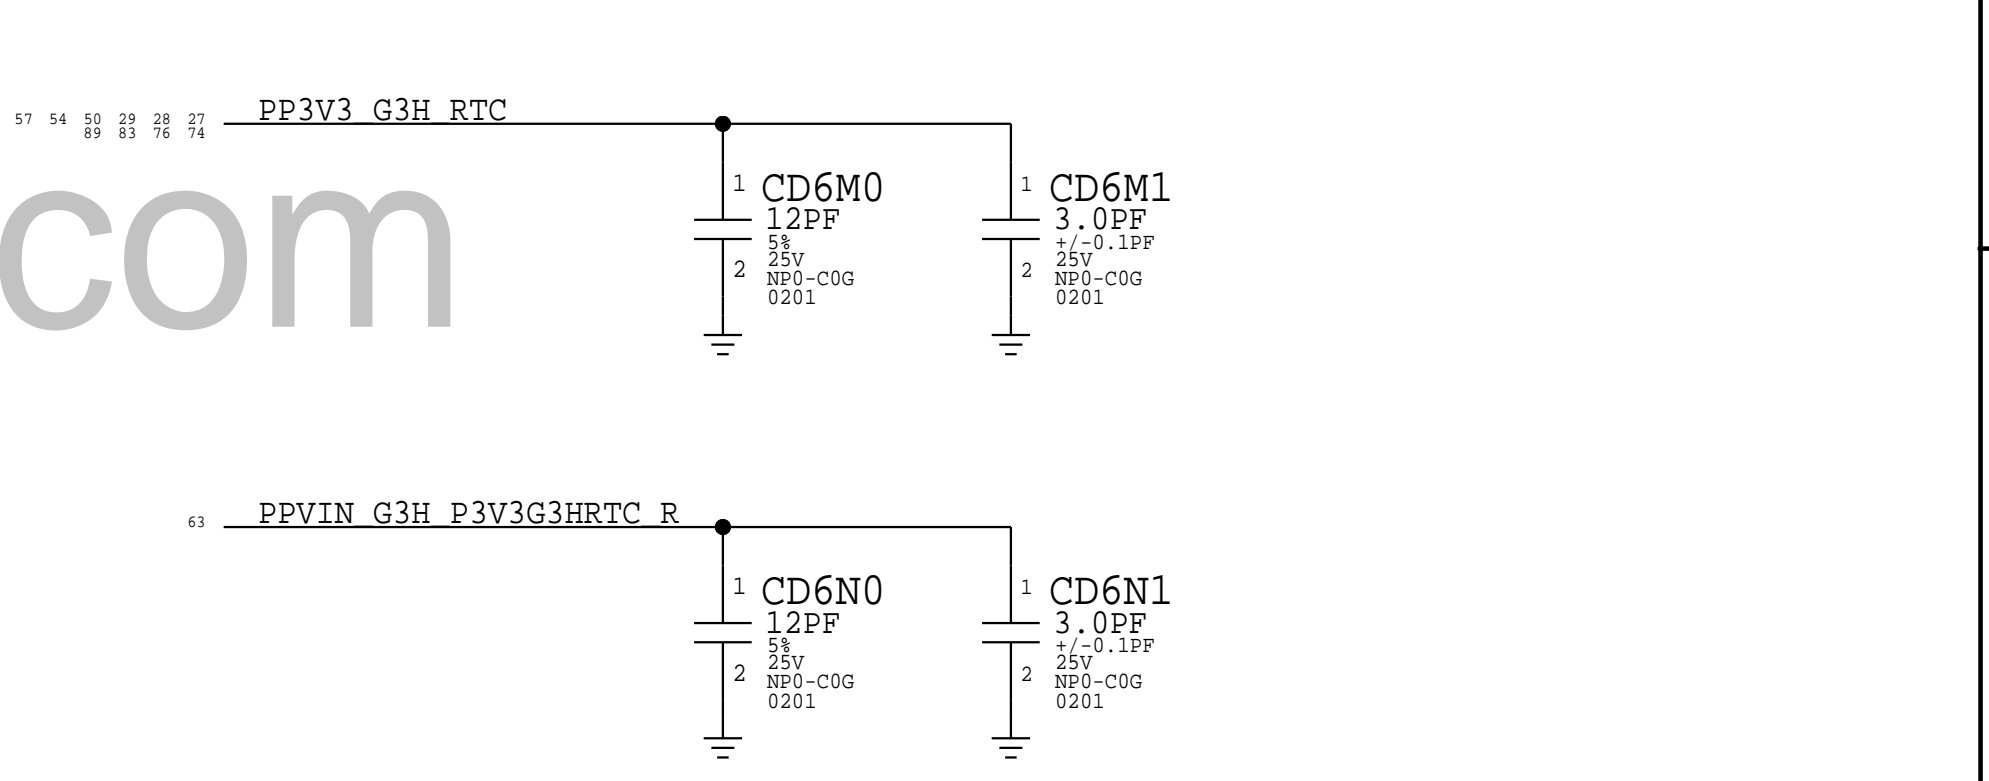 PP3V3_G3H_RTC
57 54 50 29 28 27
89 83 76 74
1 CD6M0
12PF
5%
25V
2
NP0-C0G
0201
1 CD6M1
3.0PF
+/-0.1PF
25V
2
NP0-C0G
0201
com
PPVIN_G3H_P3V3G3HRTC_R
63
1 CD6N0
12PF
5%
25V
2
NP0-C0G
0201
1 CD6N1
3.0PF
+/-0.1PF
25V
2
NP0-C0G
0201